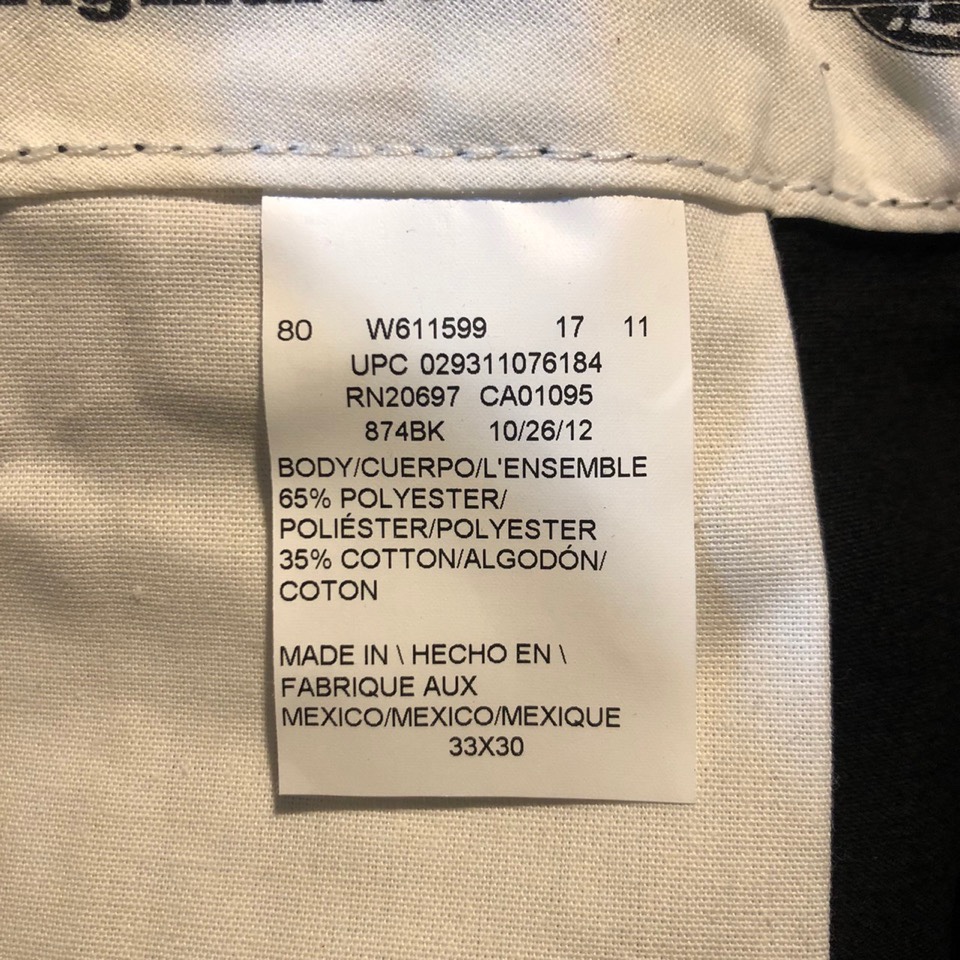 80 W611599 17 11
UPC 029311076184
RN20697 CA01095
874BK 10/26/12
BODY/CUERPO/L'ENSEMBLE
65% POLYESTER/
POLIÉSTER/POLYESTER
35% COTTON/ALGODÓN/
COTON
MADE IN \ HECHO EN \
FABRIQUE AUX
MEXICO/MEXICO/MEXIQUE
33X30